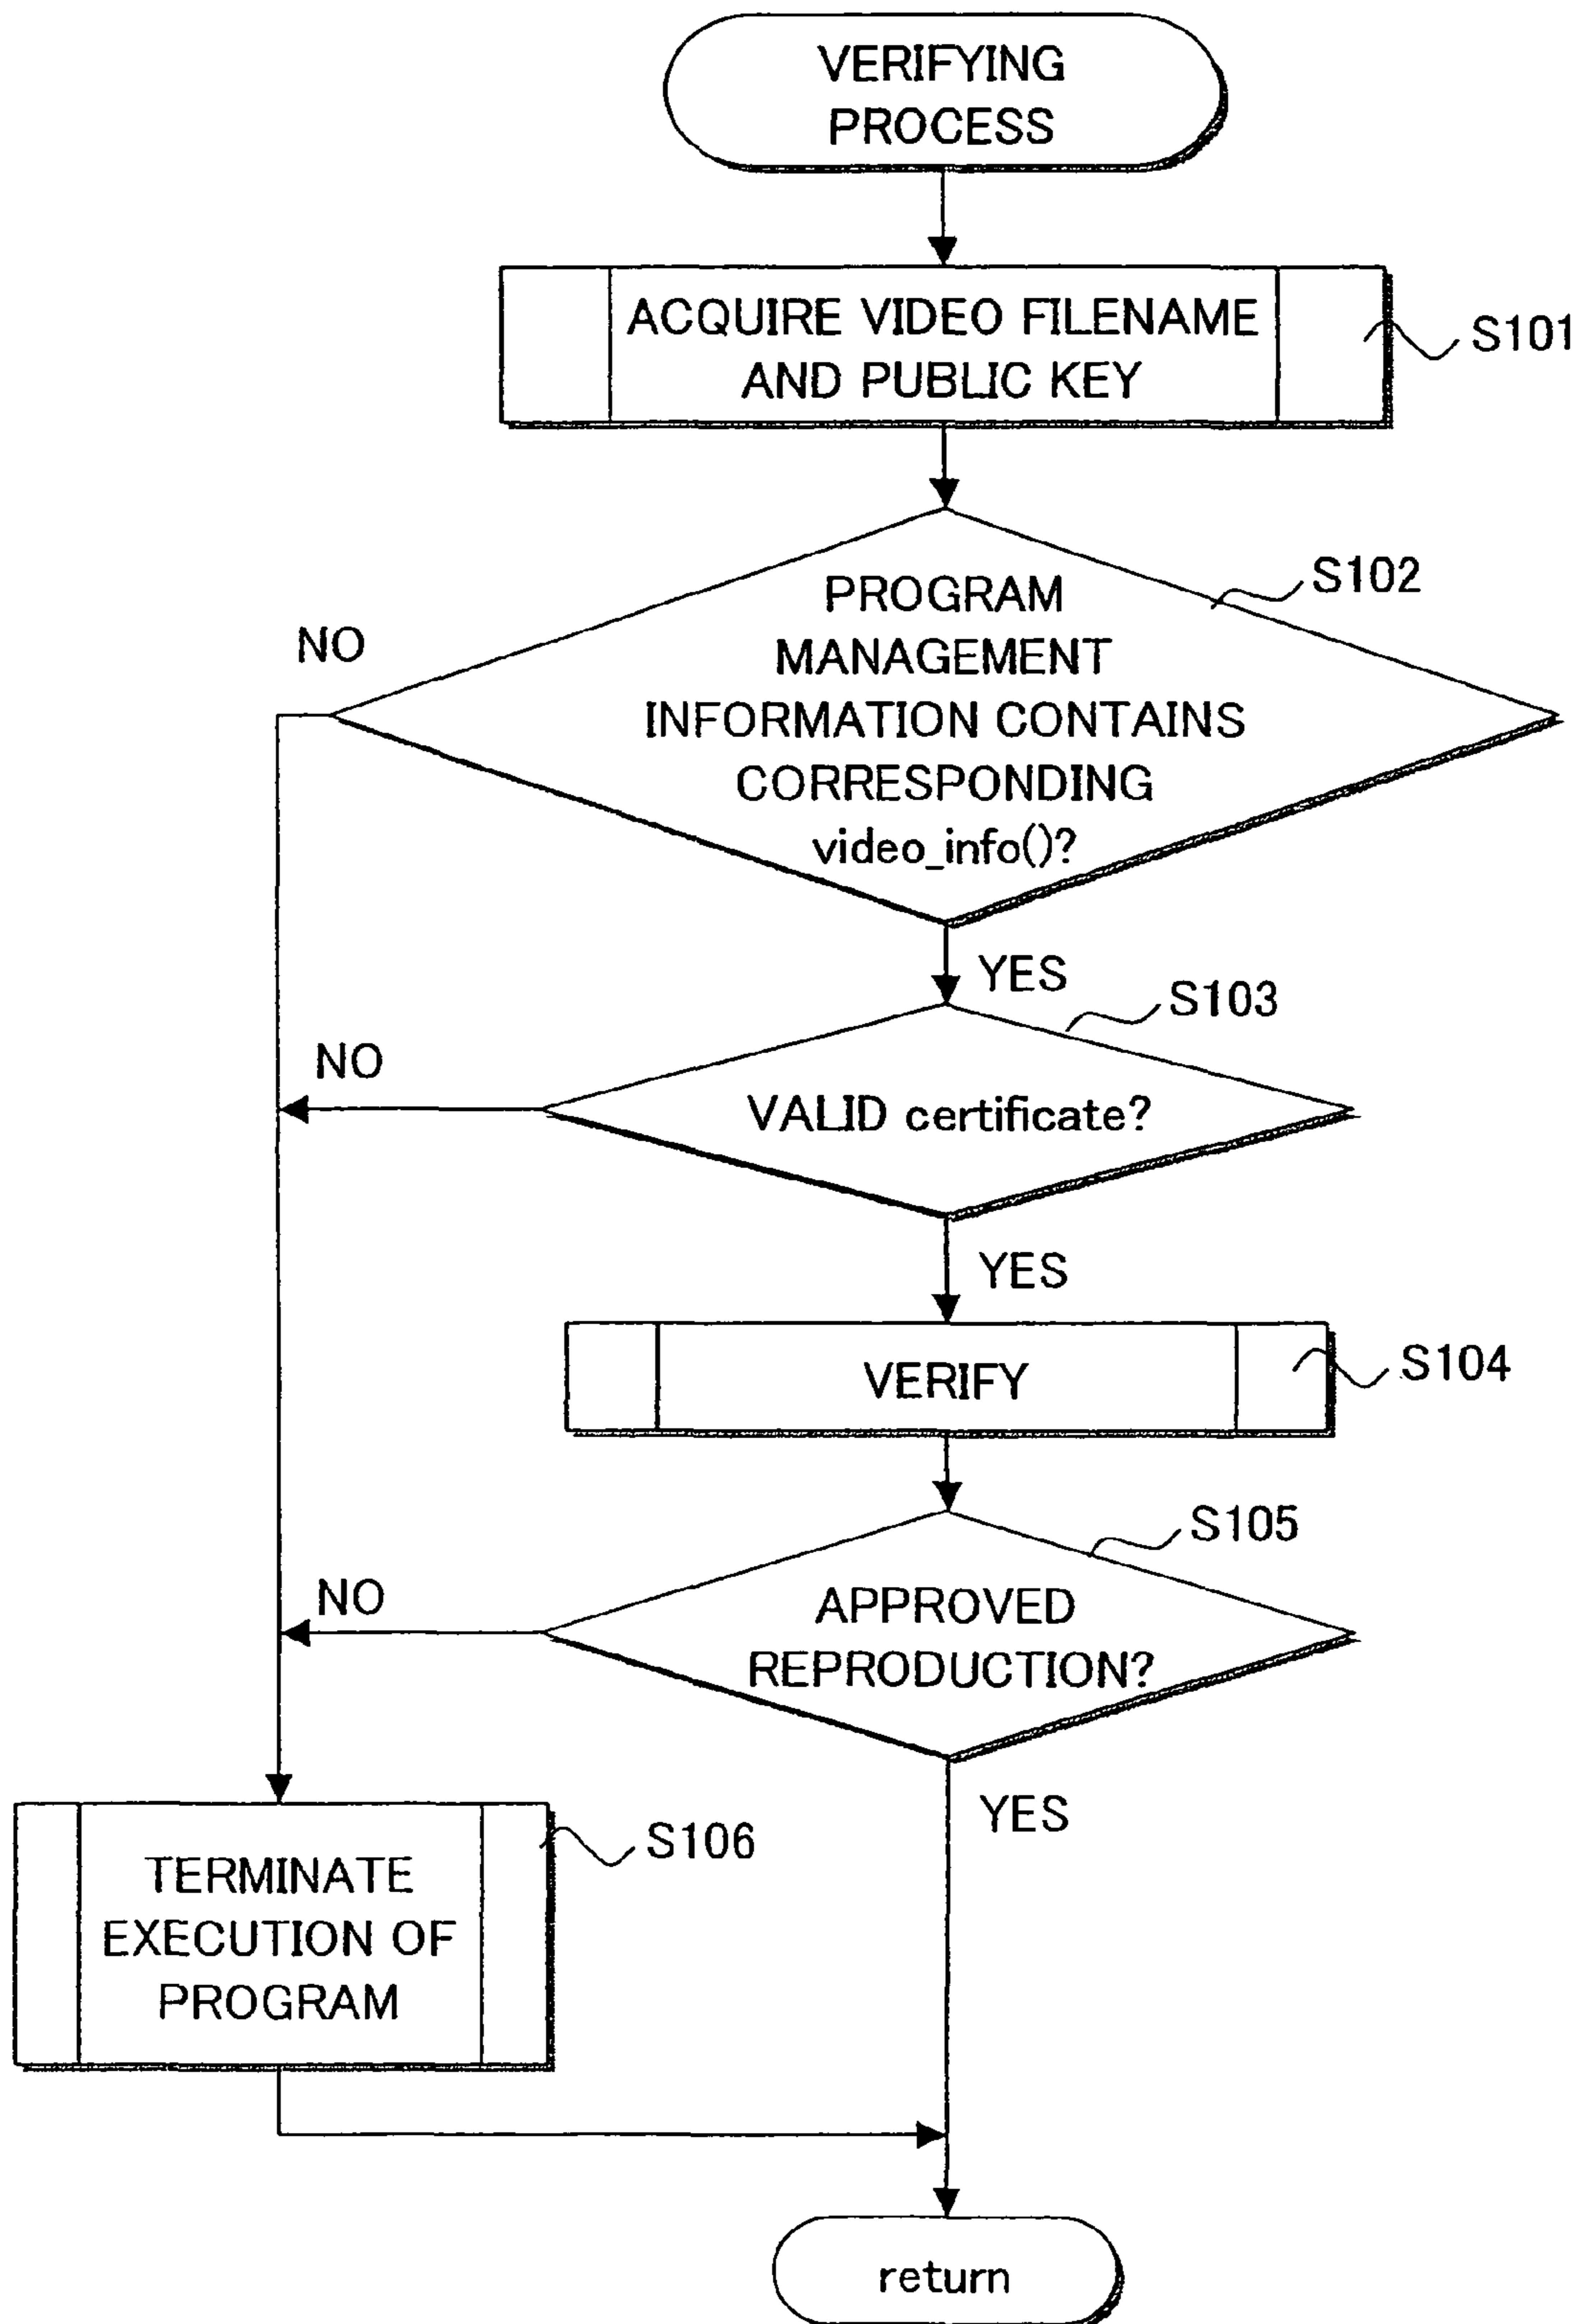 VERIFYING
PROCESS
ACQUIRE VIDEO FILENAME
AND PUBLIC KEY
S101
S102
PROGRAM
MANAGEMENT
INFORMATION CONTAINS
CORRESPONDING
video_info()?
NO
YES
S103
NO
VALID certificate?
YES
VERIFY
S104
S105
NO
APPROVED
REPRODUCTION?
YES
S106
TERMINATE
EXECUTION OF
PROGRAM
return